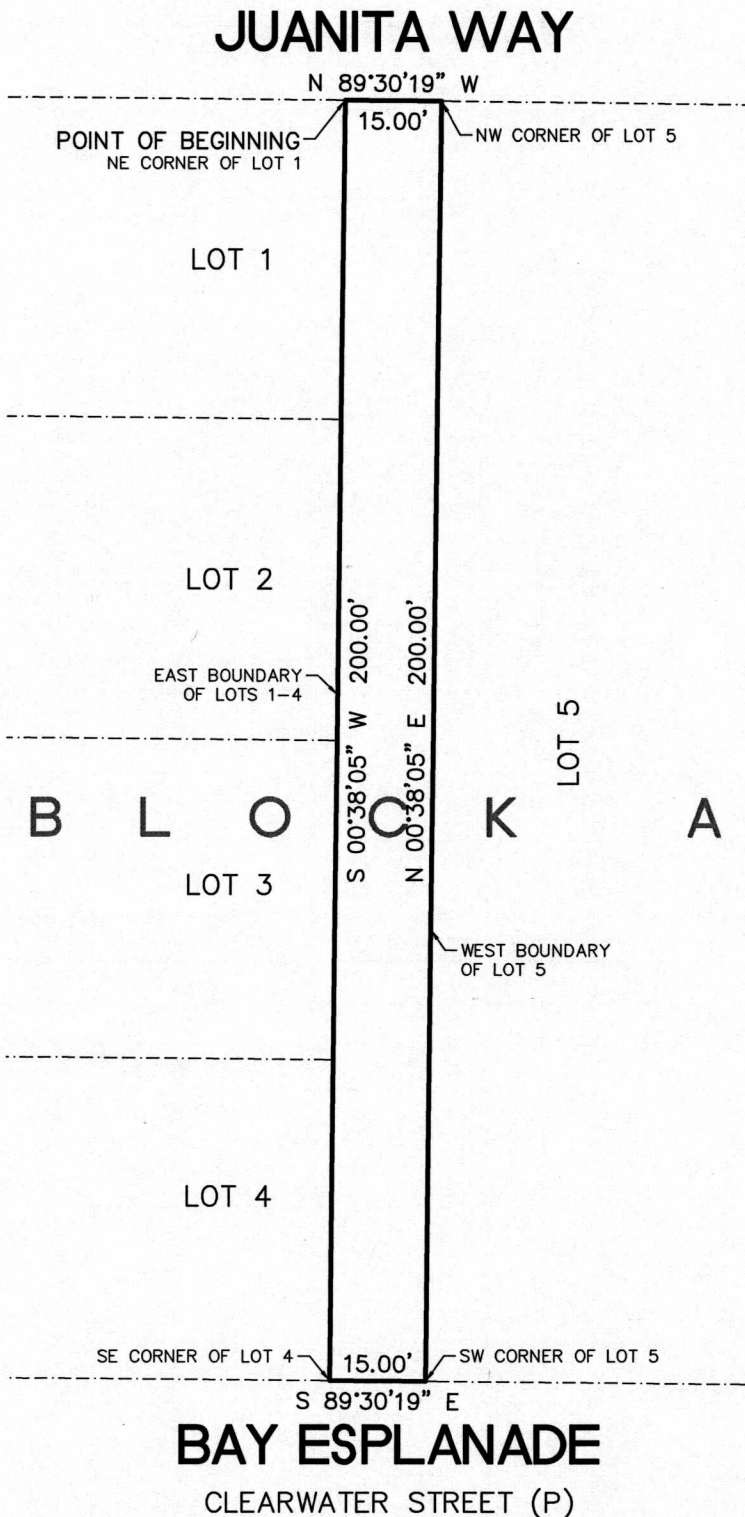 JUANITA WAY
N 89°30'19" W
POINT OF BEGINNING
NE CORNER OF LOT 1
15.00'
NW CORNER OF LOT 5
LOT 1
LOT 2
EAST BOUNDARY
OF LOTS 1-4
S 00°38'05" W 200.00'
N 00°38'05" E 200.00'
LOT 5
BLOCK A
LOT 3
WEST BOUNDARY
OF LOT 5
LOT 4
SE CORNER OF LOT 4
15.00'
SW CORNER OF LOT 5
S 89°30'19" E
BAY ESPLANADE
CLEARWATER STREET (P)